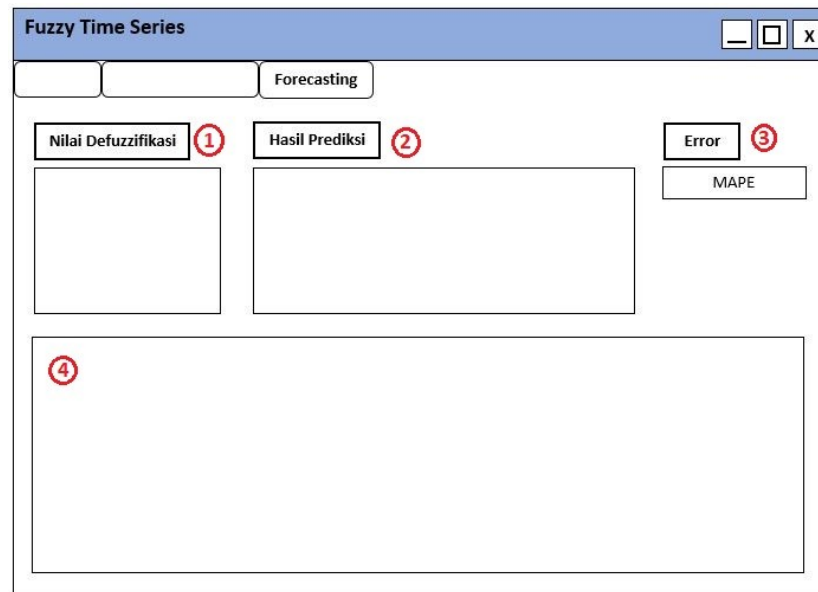 Fuzzy Time Series
X
Forecasting
Nilai Defuzzifikasi 1 Hasil Prediksi 2 Error 3
MAPE
4